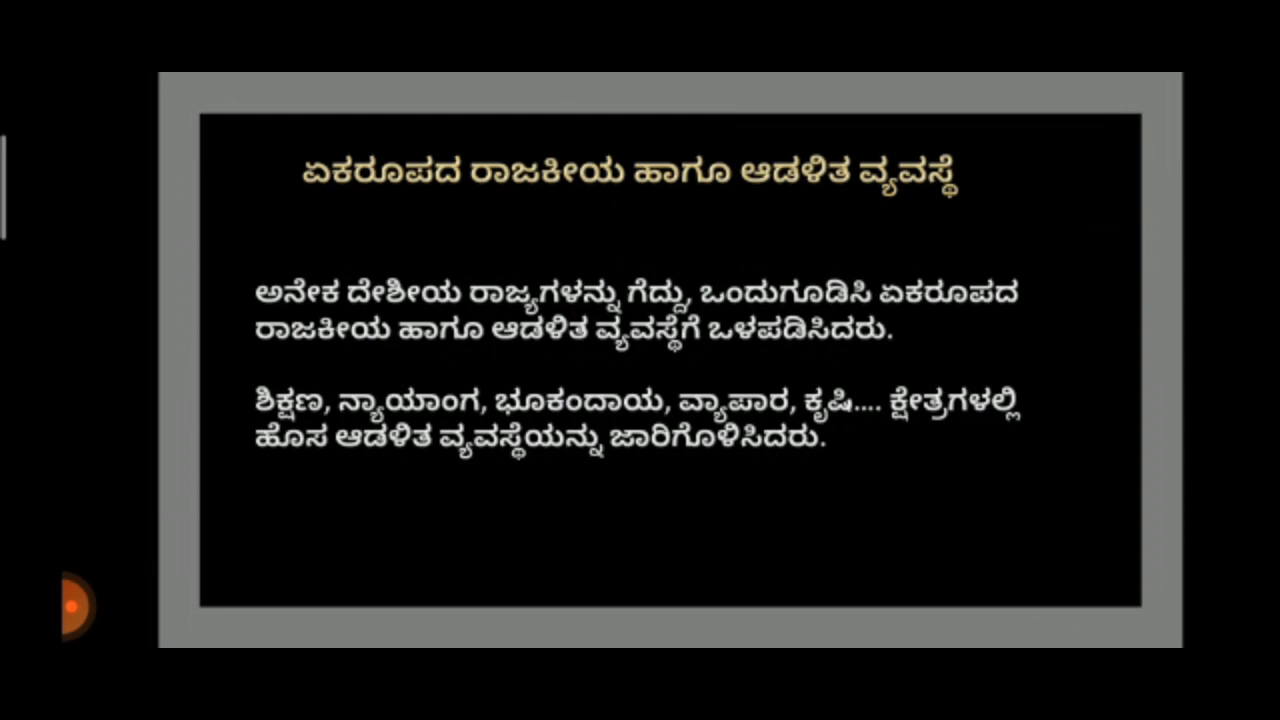 ಏಕರೂಪದ ರಾಜಕೀಯ ಹಾಗೂ ಆಡಳಿತ ವ್ಯವಸ್ಥೆ
ಅನೇಕ ದೇಶೀಯ ರಾಜ್ಯಗಳನ್ನು ಗೆದ್ದು, ಒಂದುಗೂಡಿಸಿ ಏಕರೂಪದ
ರಾಜಕೀಯ ಹಾಗೂ ಆಡಳಿತ ವ್ಯವಸ್ಥೆಗೆ ಒಳಪಡಿಸಿದರು.
ಶಿಕ್ಷಣ, ನ್ಯಾಯಾಂಗ, ಭೂಕಂದಾಯ, ವ್ಯಾಪಾರ, ಕೃಷಿ.... ಕ್ಷೇತ್ರಗಳಲ್ಲಿ
ಹೊಸ ಆಡಳಿತ ವ್ಯವಸ್ಥೆಯನ್ನು ಜಾರಿಗೊಳಿಸಿದರು.